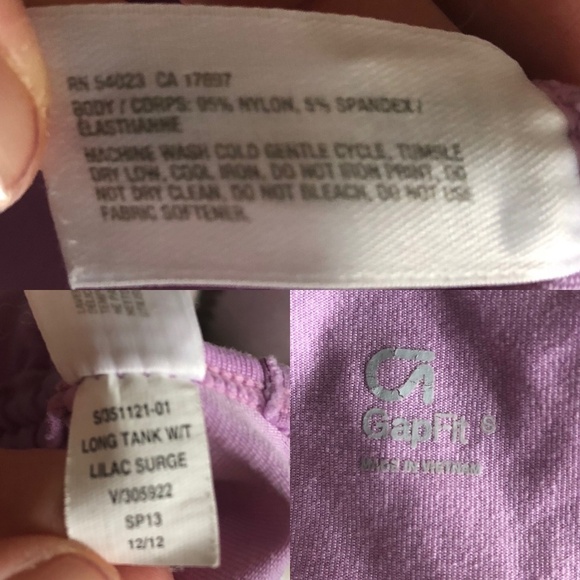 RN 54023 CA 17897
BODY / CORPS: 95% NYLON, 5% SPANDEX /
ELASTHANNE
MACHINE WASH COLD GENTLE CYCLE, TUMBLE
DRY LOW, COOL IRON. DO NOT IRON PRINT, DO
NOT DRY CLEAN, DO NOT BLEACH, DO NOT USE
FABRIC SOFTENER.
S/351121-01
LONG TANK W/T
LILAC SURGE
V/305922
SP13
12/12
GapFit S
MADE IN VIETNAM